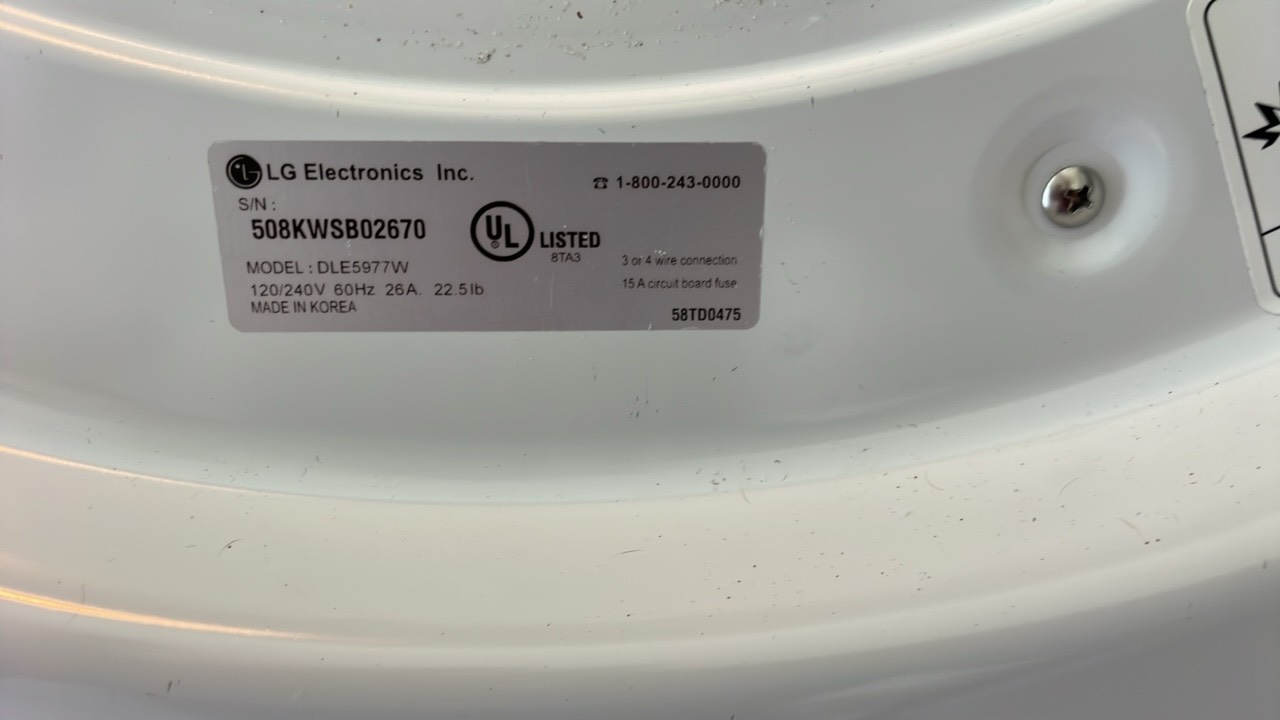 LG Electronics Inc.
☎ 1-800-243-0000
S/N :
508KWSB02670
UL ® LISTED
8TA3
MODEL : DLE5977W
3 or 4 wire connection
120/240V 60Hz 26A. 22.5lb
15A circuit board fuse
MADE IN KOREA
58TD0475